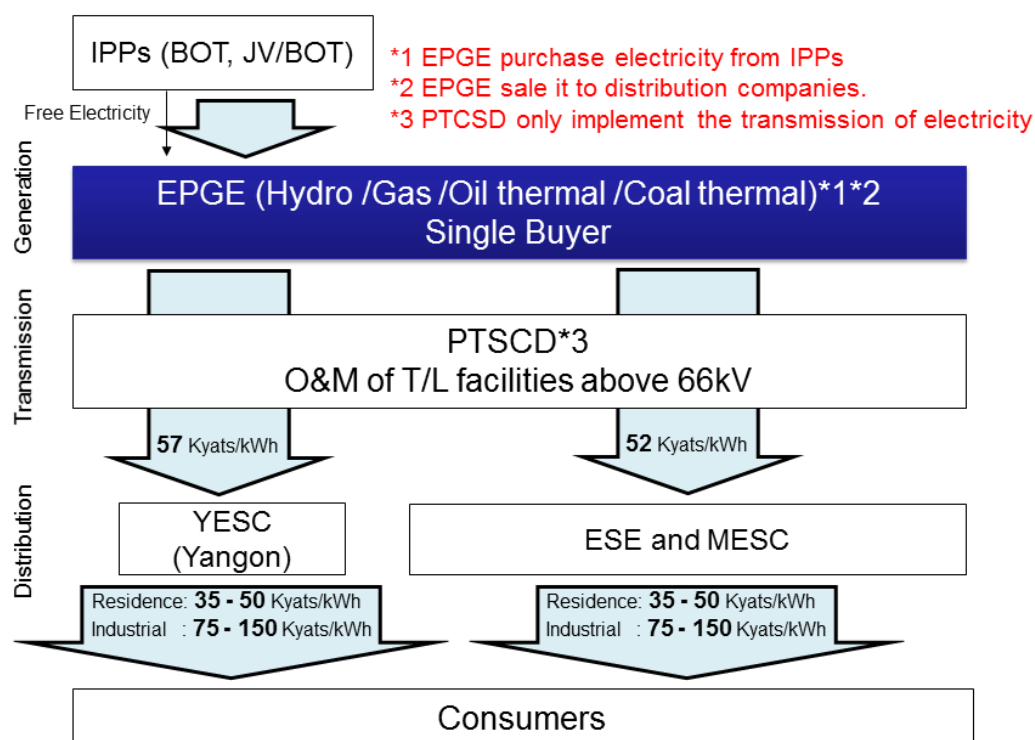 IPPs (BOT, JV/BOT)
*1 EPGE purchase electricity from IPPs
*2 EPGE sale it to distribution companies.
*3 PTCSD only implement the transmission of electricity
Free Electricity
Generation
EPGE (Hydro /Gas /Oil thermal /Coal thermal)*1*2
Single Buyer
Transmission
PTSCD*3
O&M of T/L facilities above 66kV
57 Kyats/kWh
52 Kyats/kWh
Distribution
YESC
(Yangon)
ESE and MESC
Residence: 35 - 50 Kyats/kWh
Industrial : 75 - 150 Kyats/kWh
Residence: 35 - 50 Kyats/kWh
Industrial : 75 - 150 Kyats/kWh
Consumers